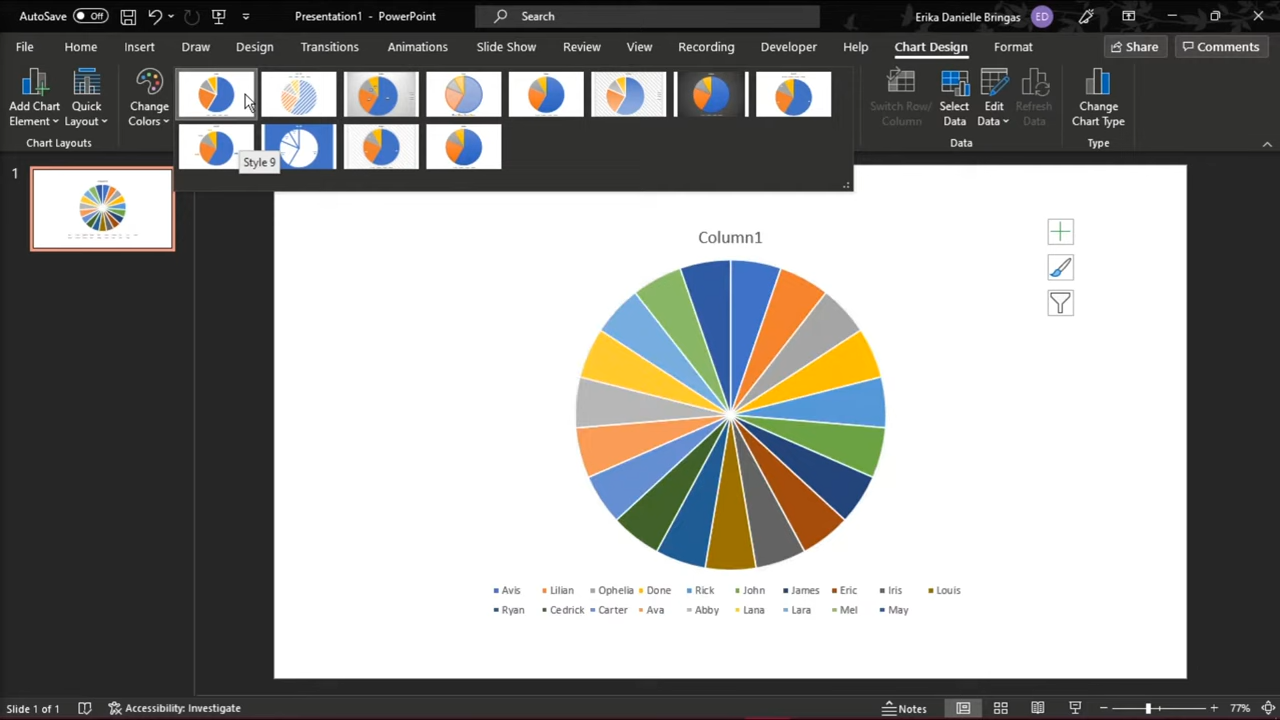 AutoSave Off Presentation1 - PowerPoint Search Erika Danielle Bringas ED
File Home Insert Draw Design Transitions Animations Slide Show Review View Recording Developer Help Chart Design Format Share Comments
Add Chart Element
Quick Layout
Change Colors
Switch Row/ Column
Select Data
Edit Data
Refresh Data
Change Chart Type
Chart Layouts
Data
Type
Style 9
1
Column1
Avis Lilian Ophelia Done Rick John James Eric Iris Louis
Ryan Cedrick Carter Ava Abby Lana Lara Mel May
Slide 1 of 1 Accessibility: Investigate Notes 77%